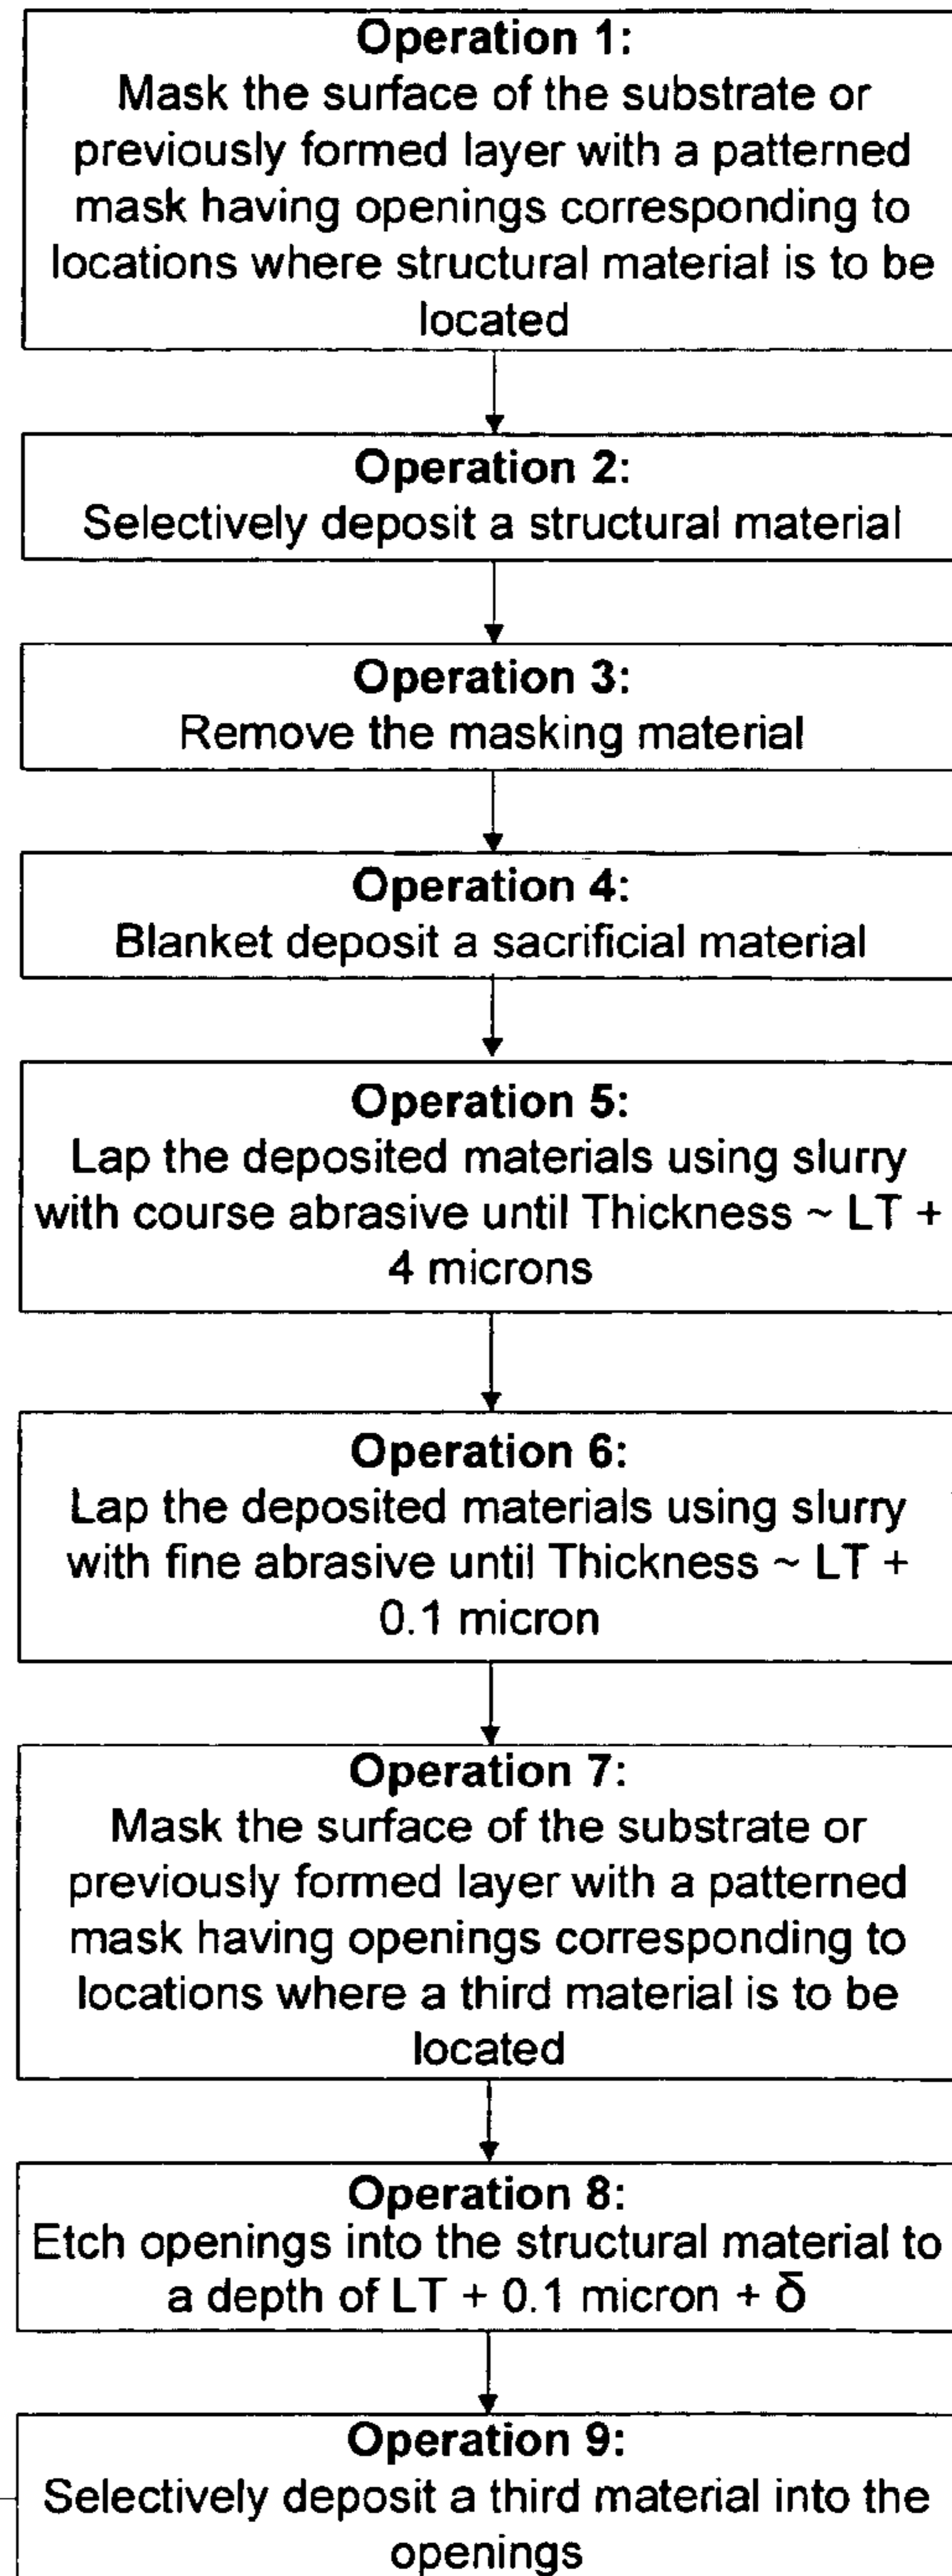 Operation 1:
Mask the surface of the substrate or
previously formed layer with a patterned
mask having openings corresponding to
locations where structural material is to be
located
Operation 2:
Selectively deposit a structural material
Operation 3:
Remove the masking material
Operation 4:
Blanket deposit a sacrificial material
Operation 5:
Lap the deposited materials using slurry
with course abrasive until Thickness ~ LT +
4 microns
Operation 6:
Lap the deposited materials using slurry
with fine abrasive until Thickness ~ LT +
0.1 micron
Operation 7:
Mask the surface of the substrate or
previously formed layer with a patterned
mask having openings corresponding to
locations where a third material is to be
located
Operation 8:
Etch openings into the structural material to
a depth of LT + 0.1 micron + δ
Operation 9:
Selectively deposit a third material into the
openings